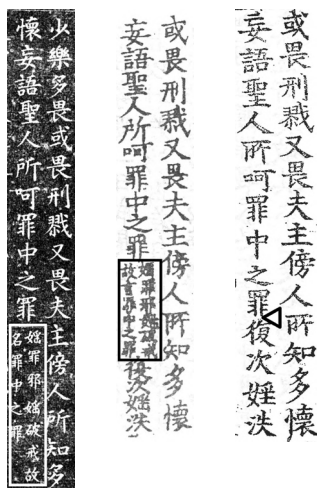 或畏刑戮又畏夫主傍人所知多懷
妄語聖人所呵罪中之罪復次婬泆
或畏刑戮又畏夫主傍人所知多懷
妄語聖人所呵罪中之罪
婬罪邪婬破戒
故言罪中之罪
復次婬泆
少樂多畏或畏刑戮又畏夫主傍人所知多
懷妄語聖人所呵罪中之罪
婬罪邪婬破戒故
名罪中之罪